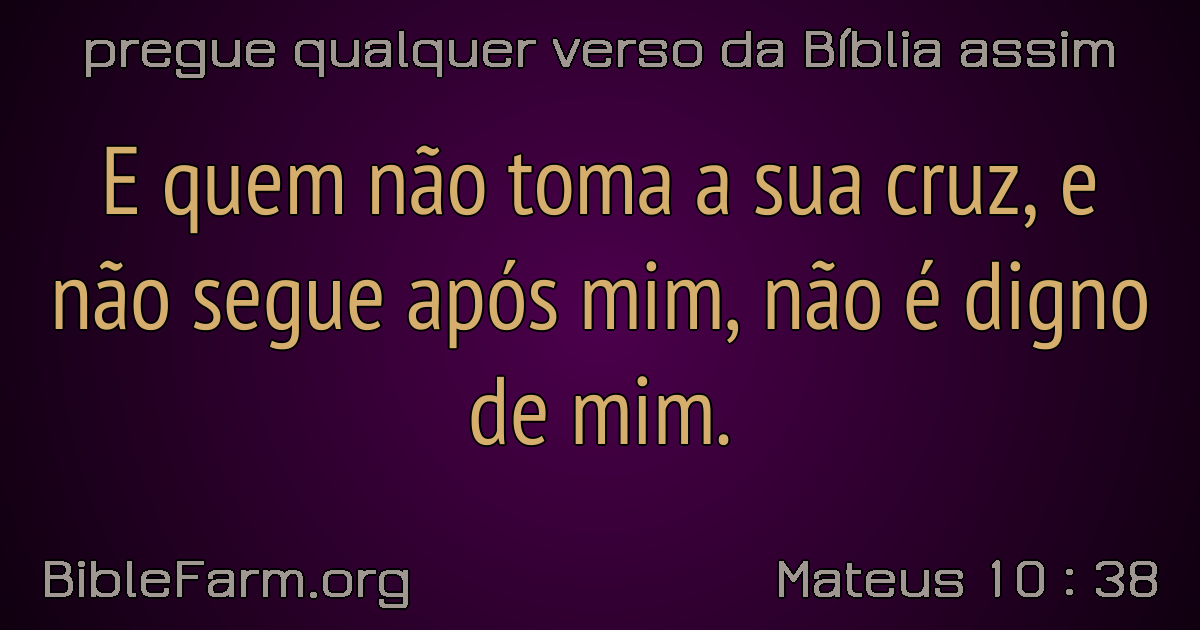 pregue qualquer verso da Bíblia assim
E quem não toma a sua cruz, e
não segue após mim, não é digno
de mim.
BibleFarm.org
Mateus 10 : 38